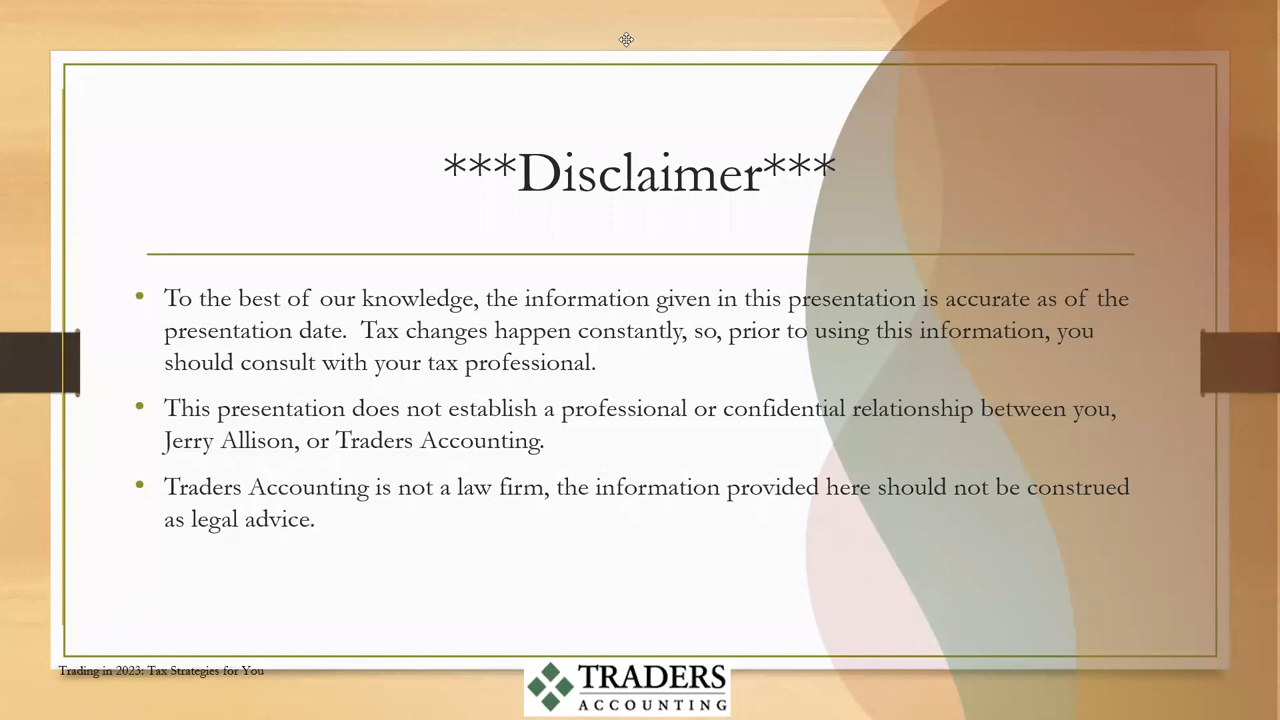 ***Disclaimer***
• To the best of our knowledge, the information given in this presentation is accurate as of the
presentation date.  Tax changes happen constantly, so, prior to using this information, you
should consult with your tax professional.
• This presentation does not establish a professional or confidential relationship between you,
Jerry Allison, or Traders Accounting.
• Traders Accounting is not a law firm, the information provided here should not be construed
as legal advice.
Trading in 2023: Tax Strategies for You
TRADERS
ACCOUNTING